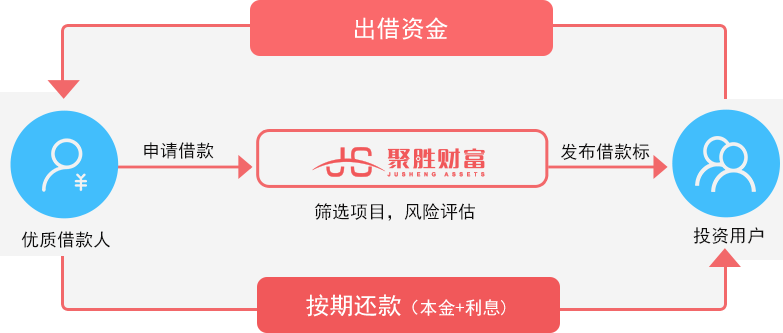 出借资金
申请借款
聚胜财富
JUSHENG ASSETS
发布借款标
¥
筛选项目，风险评估
优质借款人
投资用户
按期还款（本金+利息）